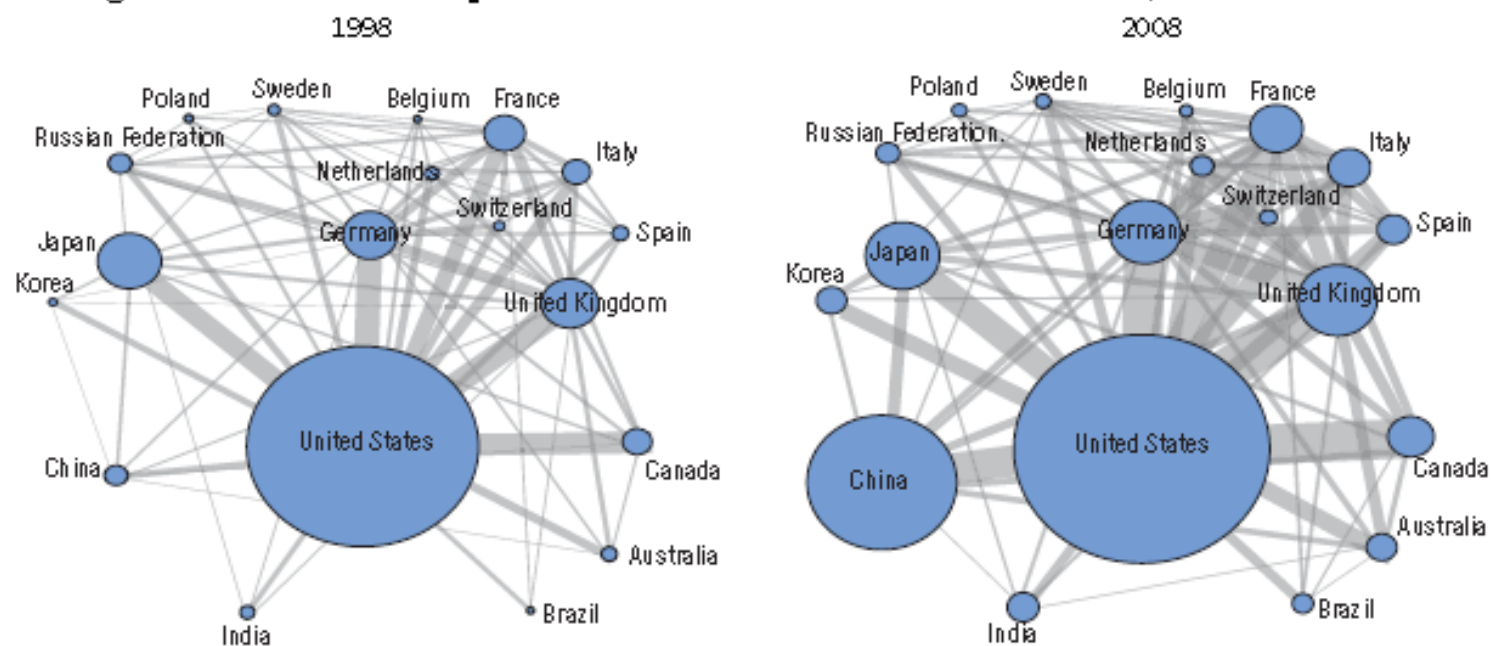 1998
2008
Poland
Sweden
Belgium
France
Russian Federation
Netherlands
Italy
Switzerland
Germany
Spain
Japan
Korea
United Kingdom
United States
China
Canada
Australia
India
Brazil
Poland
Sweden
Belgium
France
Russian Federation.
Netherlands
Italy
Switzerland
Germany
Spain
Japan
Korea
United Kingdom
United States
China
Canada
Australia
India
Brazil